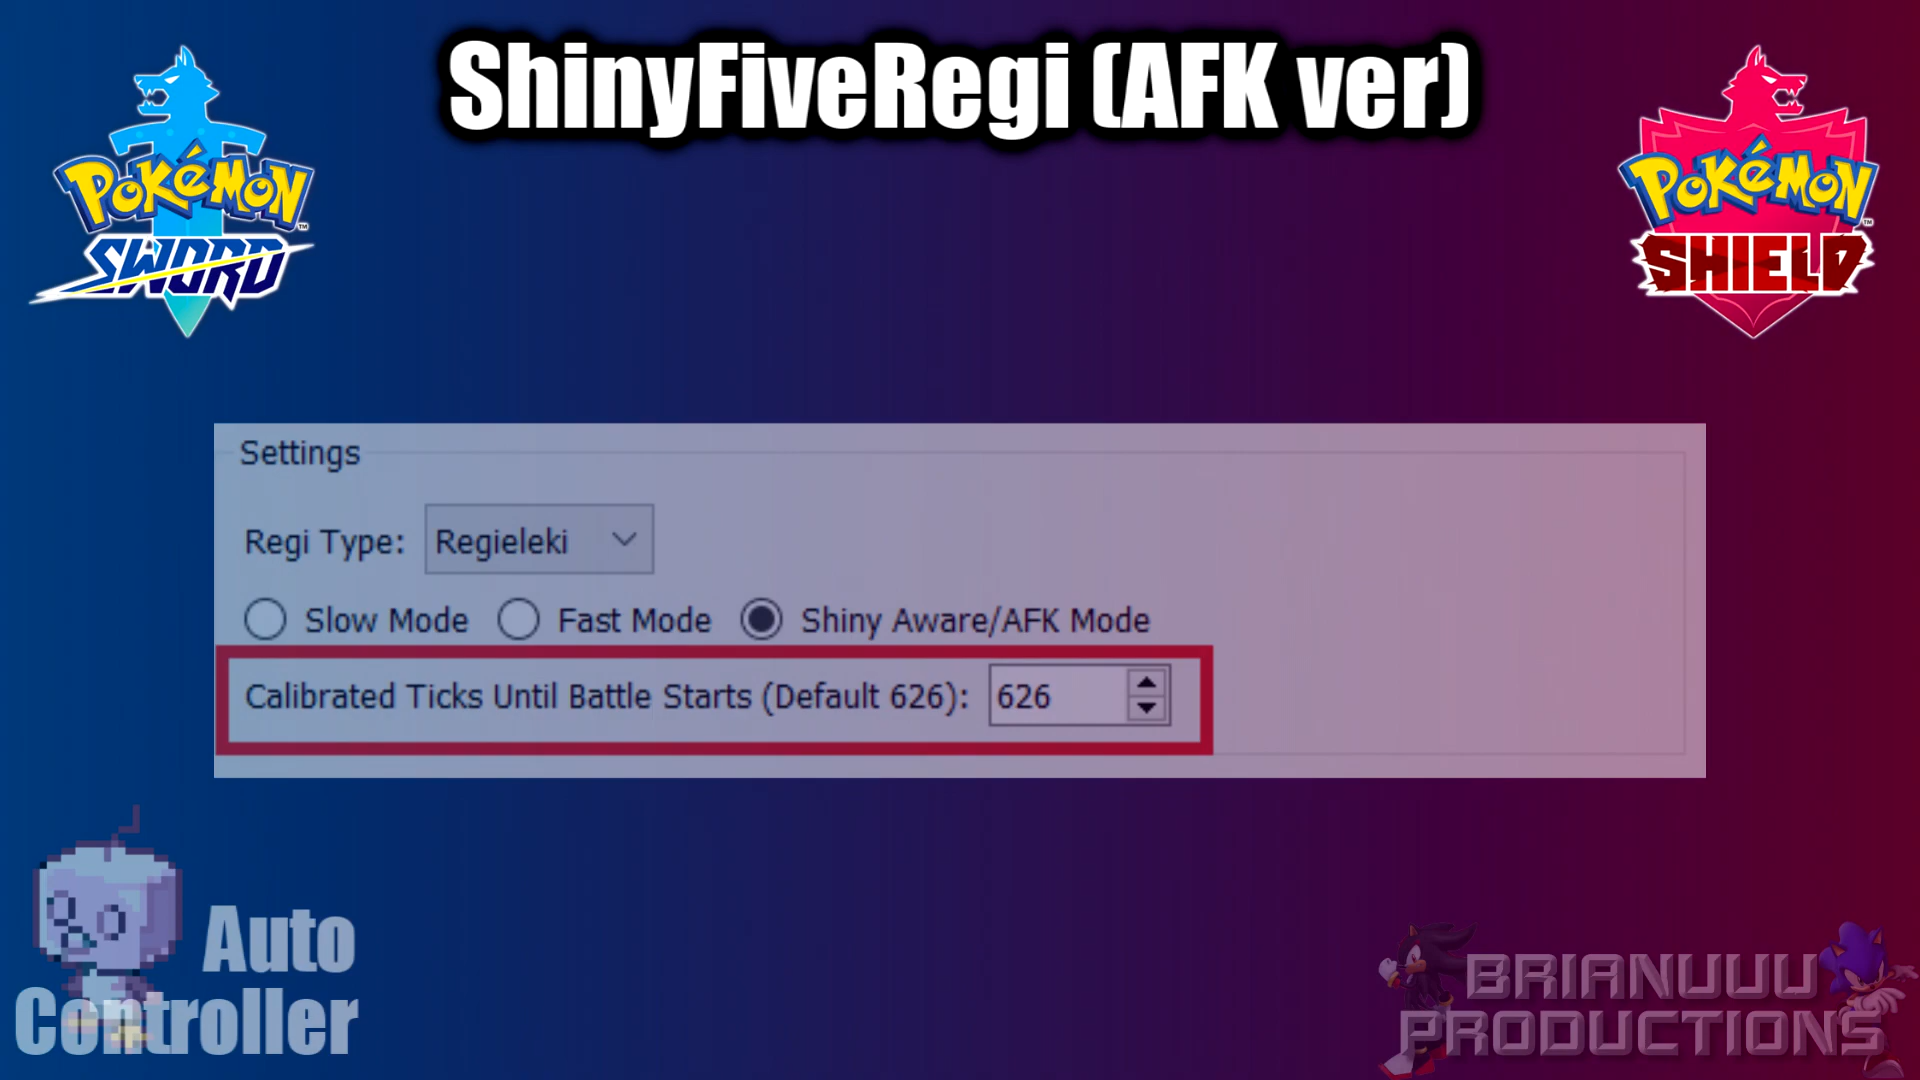 ShinyFiveRegi (AFK ver)
POKéMON
SWORD
POKéMON
SHIELD
Settings
Regi Type: Regieleki
Slow Mode Fast Mode Shiny Aware/AFK Mode
Calibrated Ticks Until Battle Starts (Default 626): 626
Auto
Controller
BRIANUUU
PRODUCTIONS